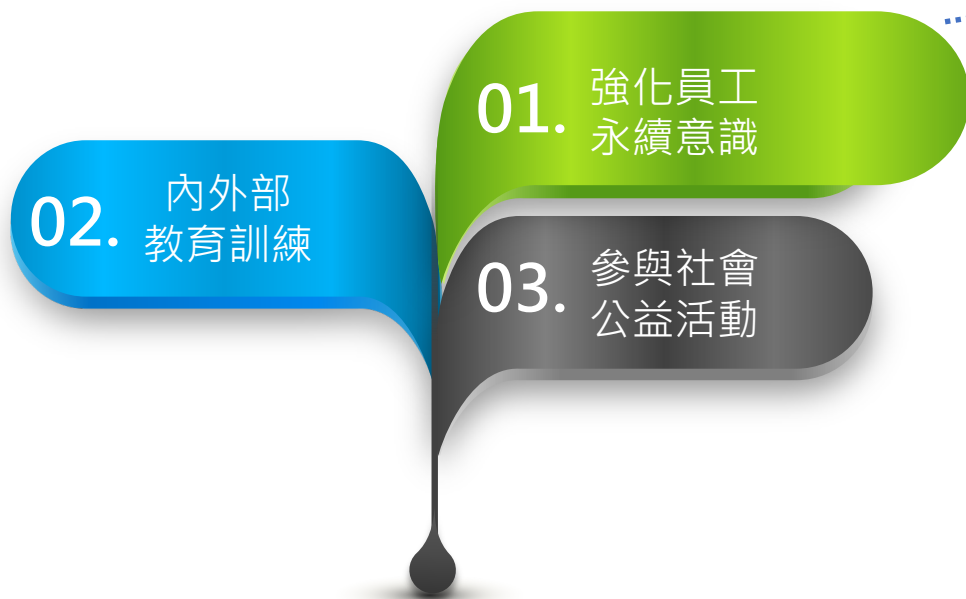 01.
強化員工
永續意識
02.
內外部
教育訓練
03.
參與社會
公益活動